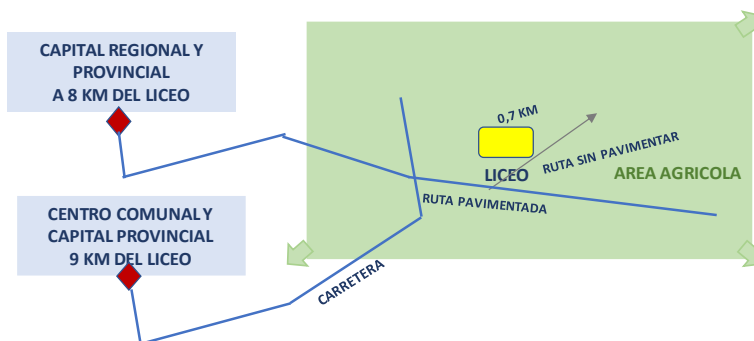 CAPITAL REGIONAL Y
PROVINCIAL
A 8 KM DEL LICEO
0,7 KM
LICEO
RUTA SIN PAVIMENTAR
AREA AGRICOLA
RUTA PAVIMENTADA
CENTRO COMUNAL Y
CAPITAL PROVINCIAL
9 KM DEL LICEO
CARRETERA